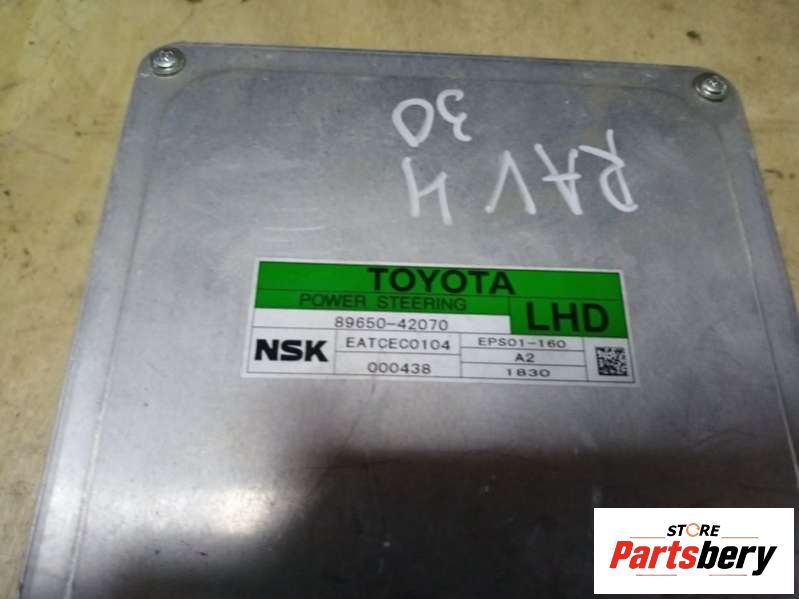 RAV 4
30
TOYOTA
POWER STEERING
LHD
89650-42070
NSK
EATCEC0104
EPS01-160
A2
000438
1830
STORE
Partsbery